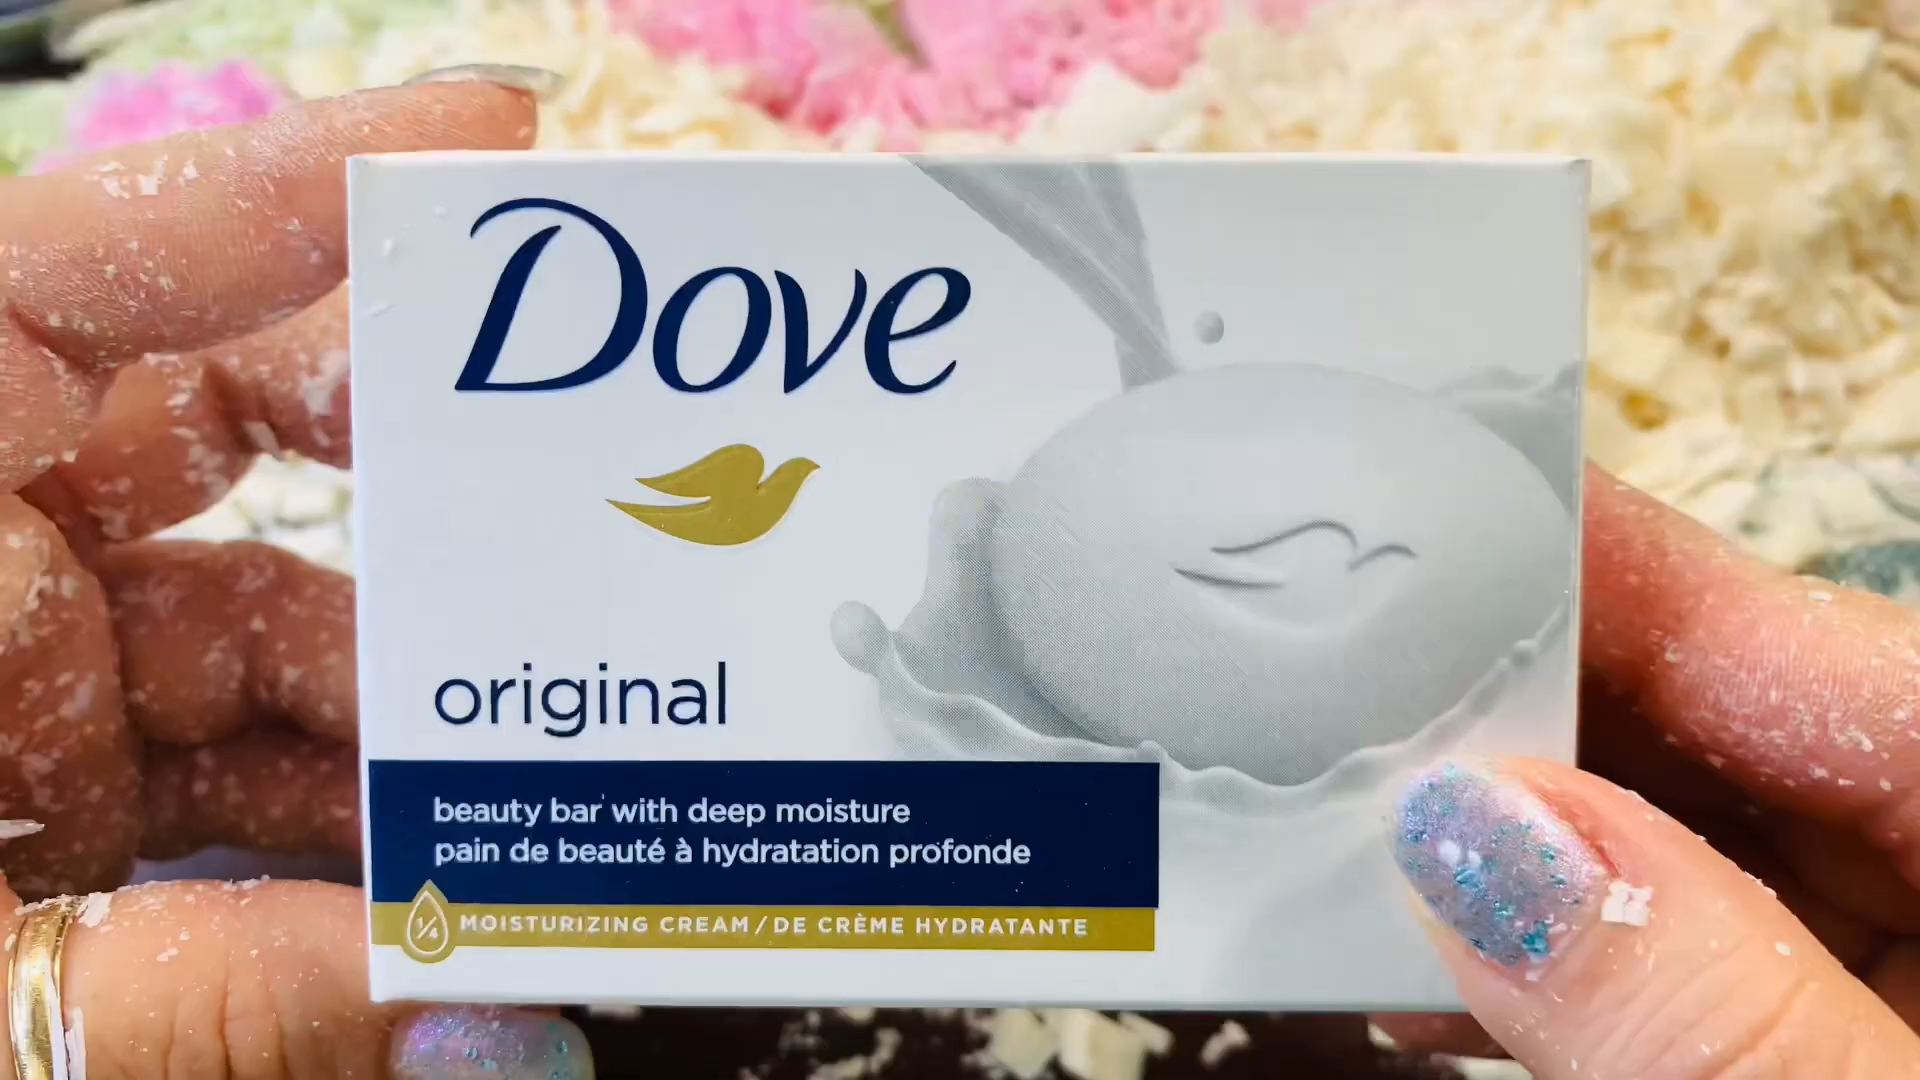 Dove
original
beauty bar with deep moisture
pain de beauté à hydratation profonde
1/4 MOISTURIZING CREAM / DE CRÈME HYDRATANTE